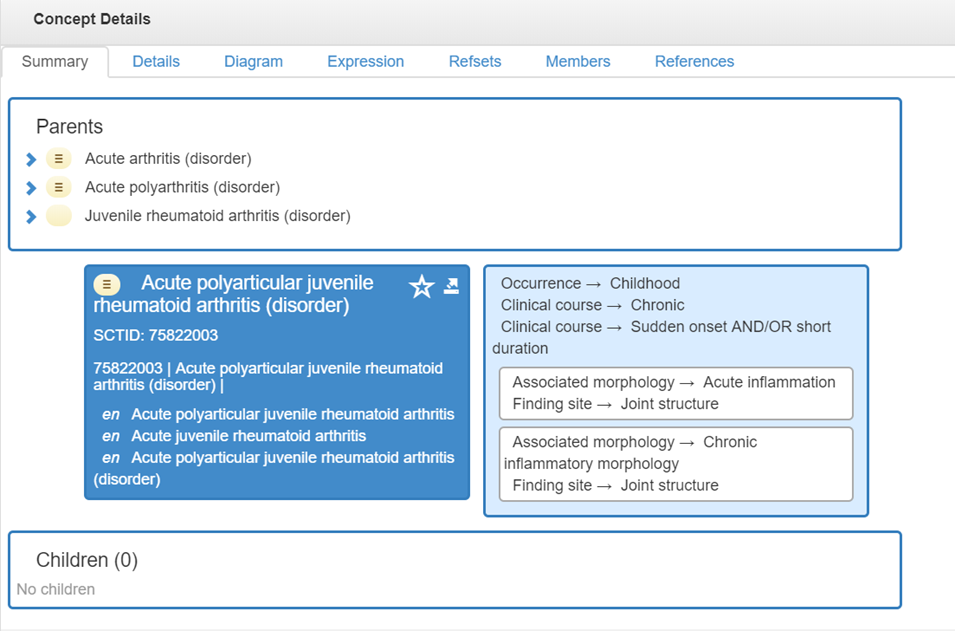 Concept Details
Summary Details Diagram Expression Refsets Members References
Parents
Acute arthritis (disorder)
Acute polyarthritis (disorder)
Juvenile rheumatoid arthritis (disorder)
Acute polyarticular juvenile
rheumatoid arthritis (disorder)
SCTID: 75822003
75822003 | Acute polyarticular juvenile rheumatoid
arthritis (disorder) |
en Acute polyarticular juvenile rheumatoid arthritis
en Acute juvenile rheumatoid arthritis
en Acute polyarticular juvenile rheumatoid arthritis
(disorder)
Occurrence → Childhood
Clinical course → Chronic
Clinical course → Sudden onset AND/OR short
duration
Associated morphology → Acute inflammation
Finding site → Joint structure
Associated morphology → Chronic
inflammatory morphology
Finding site → Joint structure
Children (0)
No children